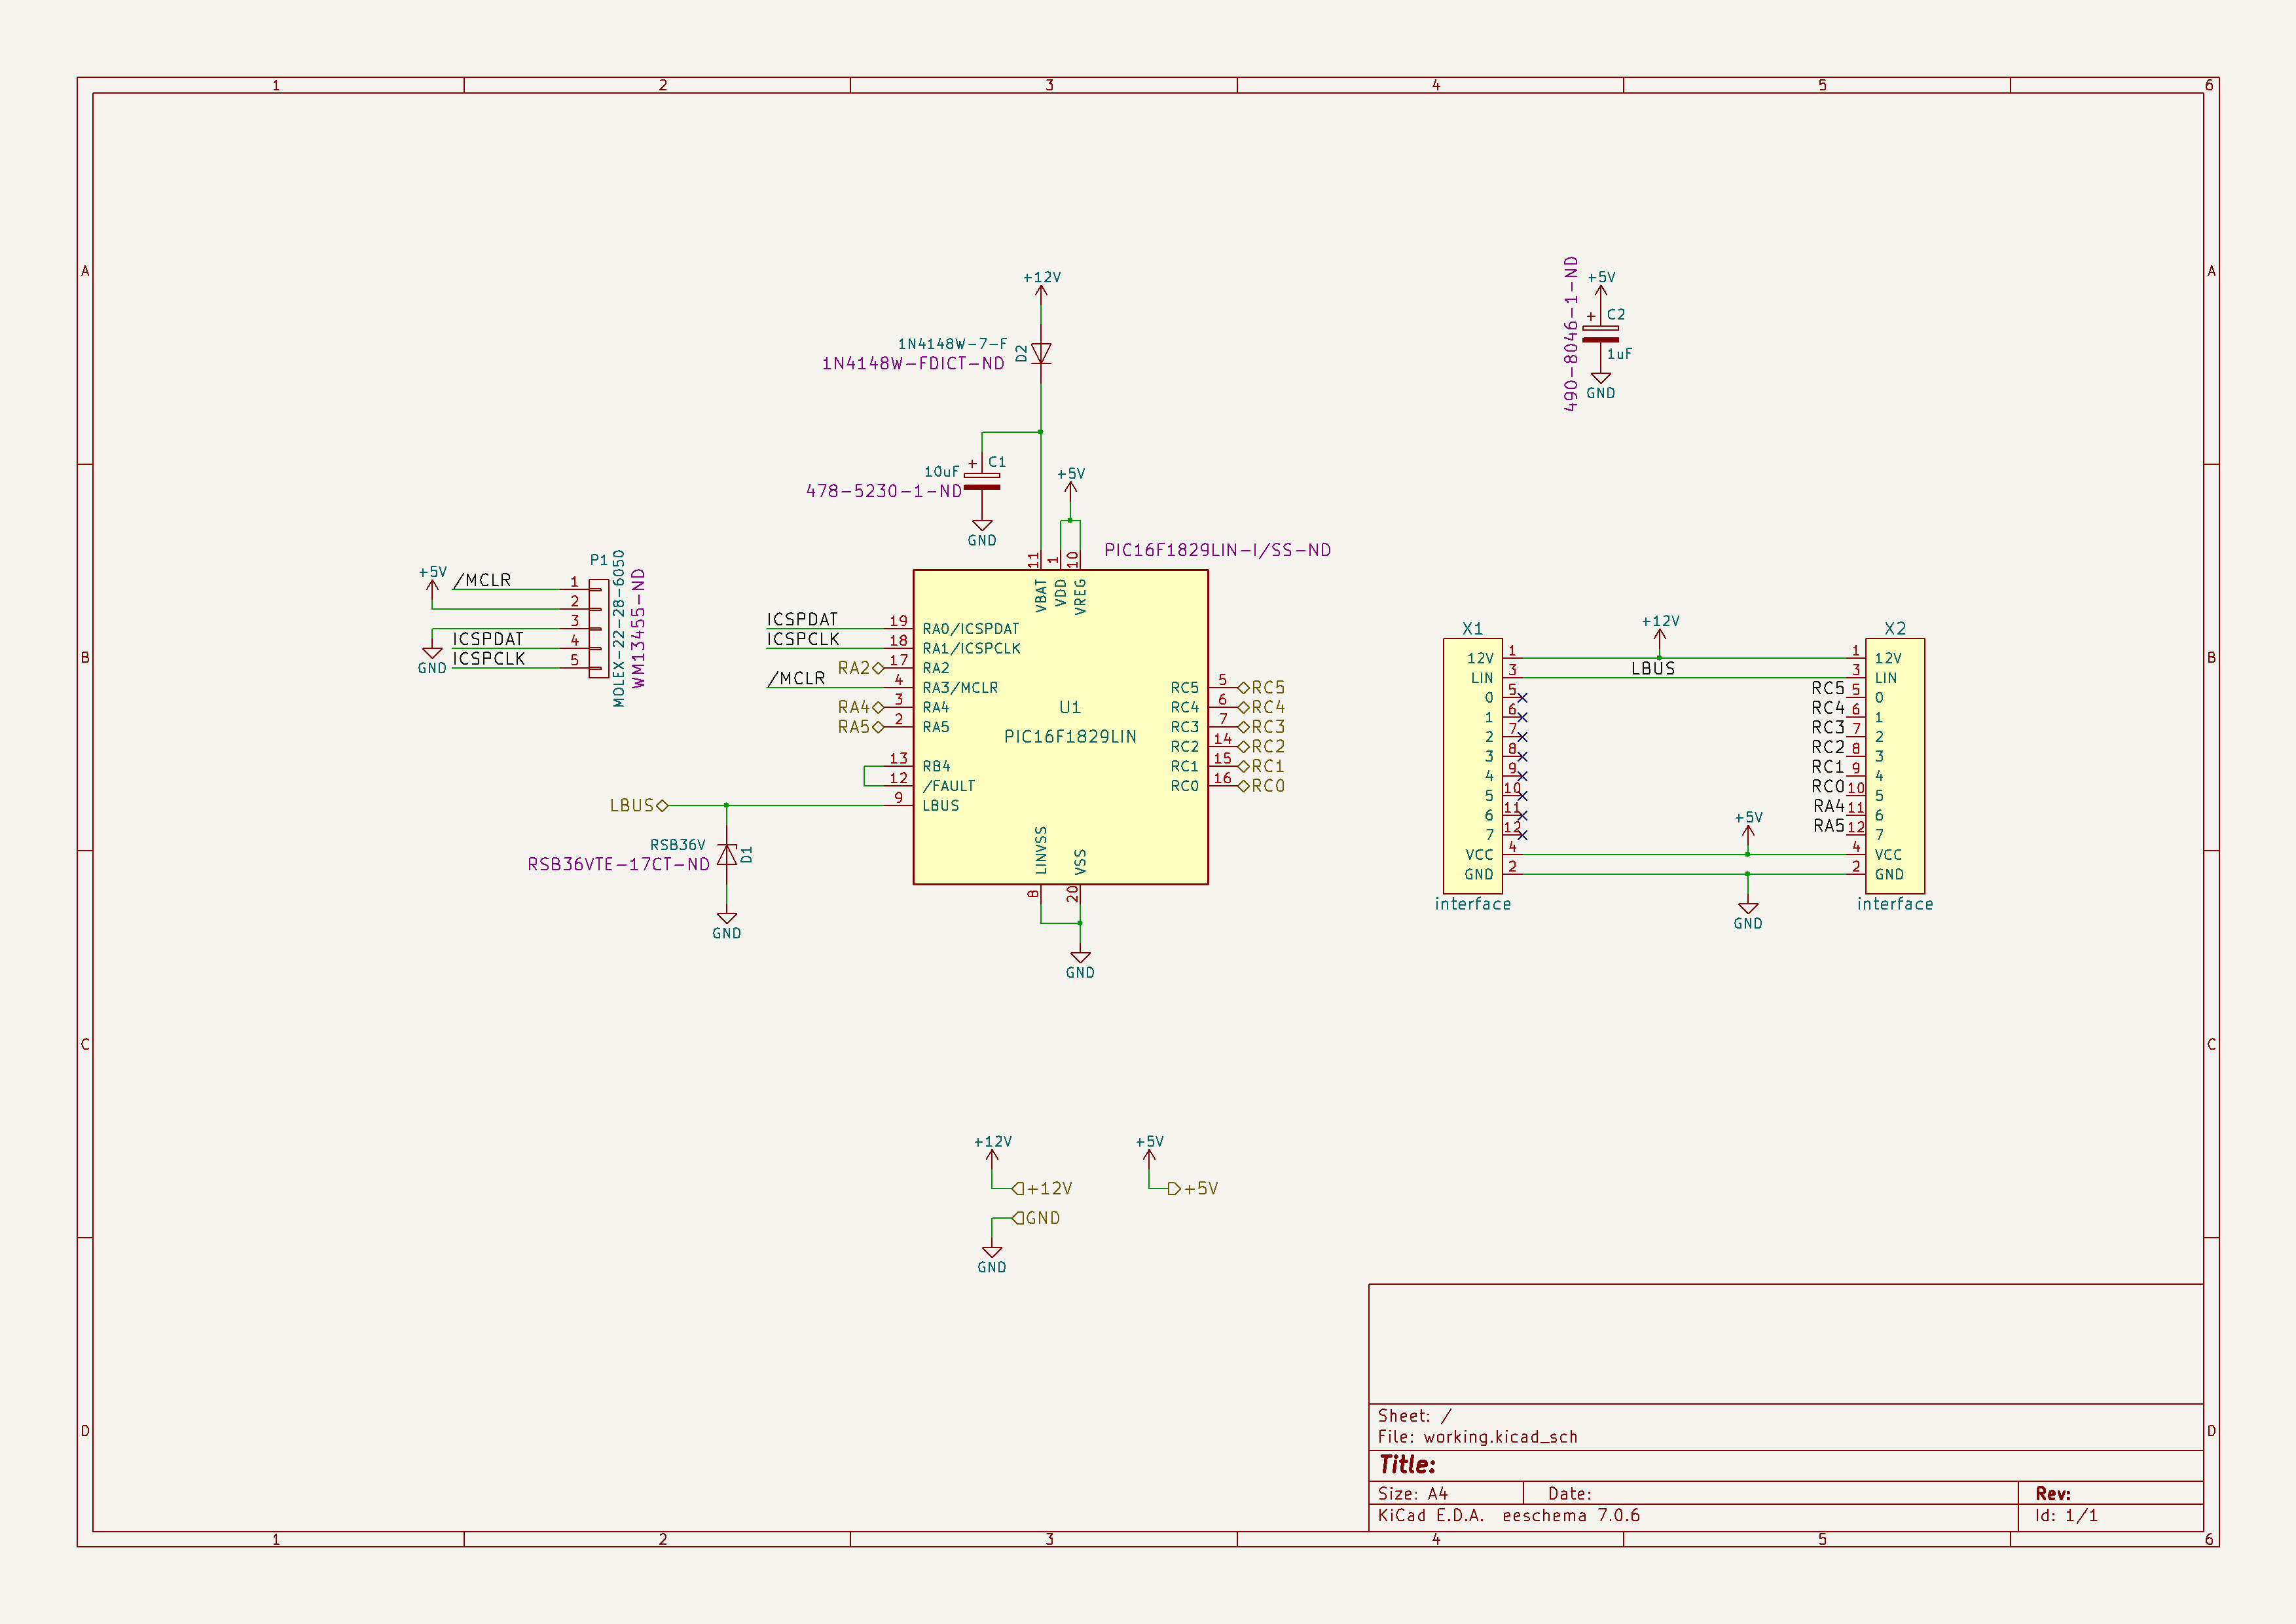 1 2 3 4 5 6
A A
B B
C C
D D
1 2 3 4 5 6
+12V
1N4148W-7-F
1N4148W-FDICT-ND
D2
10uF
C1
+
478-5230-1-ND
GND
+5V
490-8046-1-ND
+5V
+
C2
1uF
GND
P1
MOLEX-22-28-6050
WM13455-ND
+5V
/MCLR
1
2
3
ICSPDAT
4
ICSPCLK
5
GND
PIC16F1829LIN-I/SS-ND
11 1 10
VBAT VDD VREG
ICSPDAT 19 RA0/ICSPDAT
ICSPCLK 18 RA1/ICSPCLK
RA2 17 RA2
/MCLR 4 RA3/MCLR
RA4 3 RA4
RA5 2 RA5
13 RB4
12 /FAULT
LBUS 9 LBUS
U1
PIC16F1829LIN
RC5 5 RC5
RC4 6 RC4
RC3 7 RC3
RC2 14 RC2
RC1 15 RC1
RC0 16 RC0
LINVSS VSS
8 20
GND
RSB36V
RSB36VTE-17CT-ND
D1
GND
X1
12V 1
LIN 3
0 5
1 6
2 7
3 8
4 9
5 10
6 11
7 12
VCC 4
GND 2
interface
+12V
LBUS
+5V
GND
X2
1 12V
3 LIN
RC5 5 0
RC4 6 1
RC3 7 2
RC2 8 3
RC1 9 4
RC0 10 5
RA4 11 6
RA5 12 7
4 VCC
2 GND
interface
+12V
+12V
GND
GND
+5V
+5V
Sheet: /
File: working.kicad_sch
Title:
Size: A4 Date: Rev:
KiCad E.D.A. eeschema 7.0.6 Id: 1/1